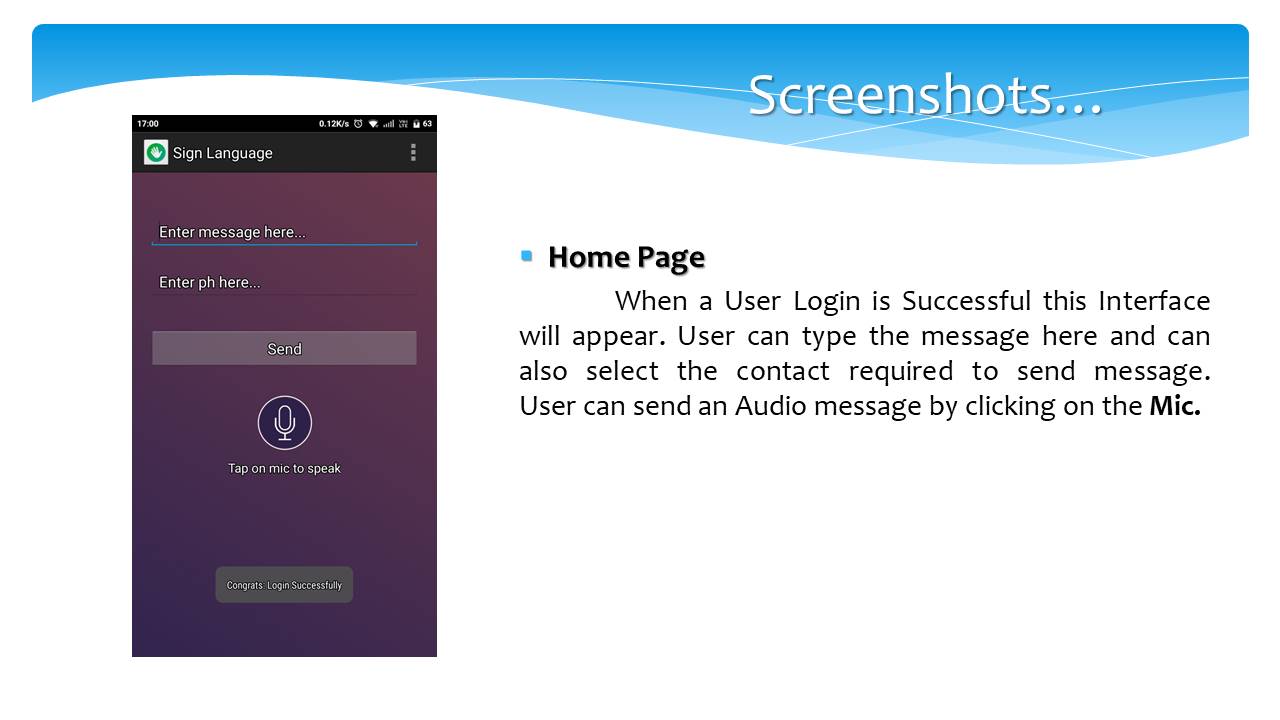 Screenshots...
17:00 0.12K/s 63
Sign Language
Enter message here...
Enter ph here...
Send
Tap on mic to speak
Congrats: Login Successfully
Home Page
When a User Login is Successful this Interface
will appear. User can type the message here and can
also select the contact required to send message.
User can send an Audio message by clicking on the Mic.